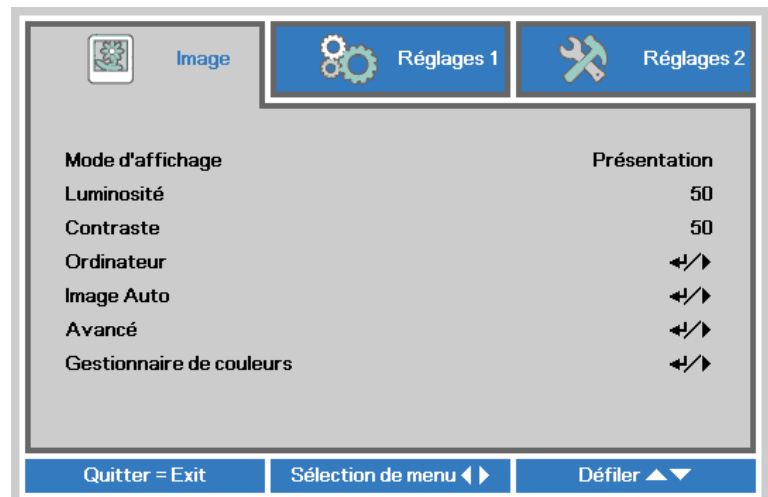 Image
Réglages 1
Réglages 2
Mode d'affichage Présentation
Luminosité 50
Contraste 50
Ordinateur
Image Auto
Avancé
Gestionnaire de couleurs
Quitter = Exit
Sélection de menu
Défiler